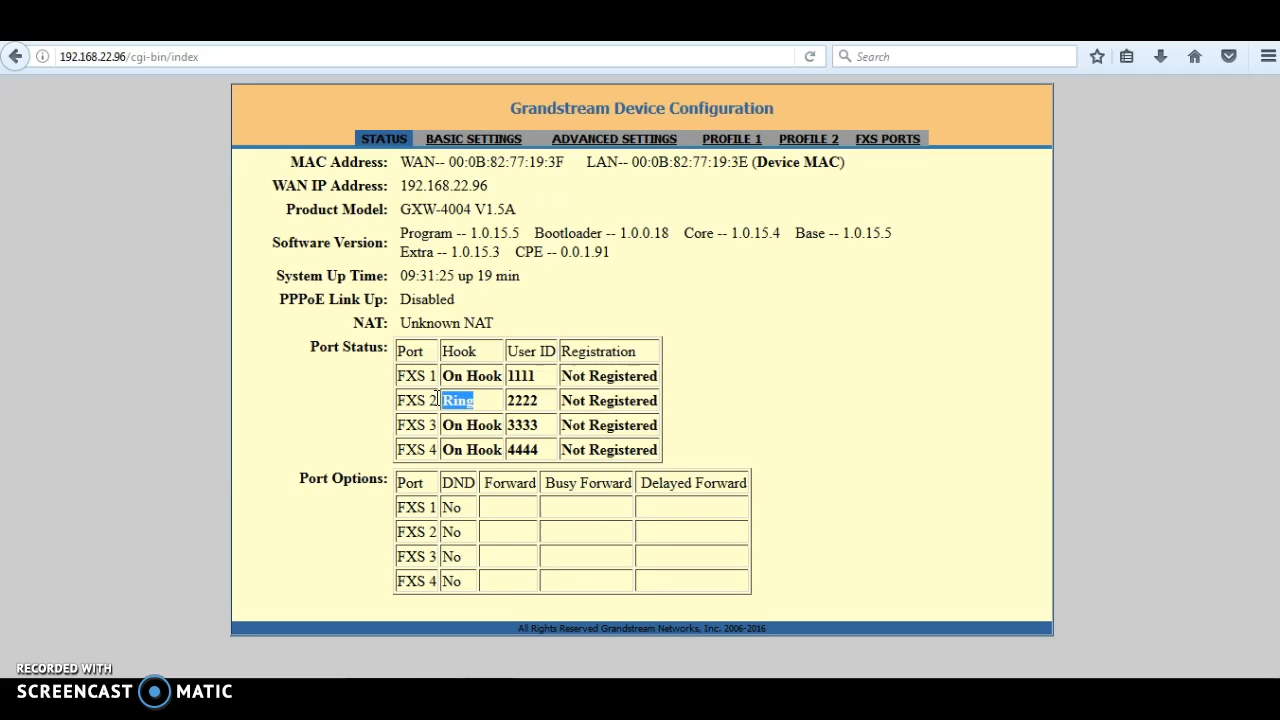 192.168.22.96/cgi-bin/index
Search
Grandstream Device Configuration
STATUS BASIC SETTINGS ADVANCED SETTINGS PROFILE 1 PROFILE 2 FXS PORTS
MAC Address: WAN-- 00:0B:82:77:19:3F LAN-- 00:0B:82:77:19:3E (Device MAC)
WAN IP Address: 192.168.22.96
Product Model: GXW-4004 V1.5A
Software Version: Program -- 1.0.15.5 Bootloader -- 1.0.0.18 Core -- 1.0.15.4 Base -- 1.0.15.5
Extra -- 1.0.15.3 CPE -- 0.0.1.91
System Up Time: 09:31:25 up 19 min
PPPoE Link Up: Disabled
NAT: Unknown NAT
Port Status: Port Hook User ID Registration
FXS 1 On Hook 1111 Not Registered
FXS 2 Ring 2222 Not Registered
FXS 3 On Hook 3333 Not Registered
FXS 4 On Hook 4444 Not Registered
Port Options: Port DND Forward Busy Forward Delayed Forward
FXS 1 No
FXS 2 No
FXS 3 No
FXS 4 No
All Rights Reserved Grandstream Networks, Inc. 2006-2016
RECORDED WITH
SCREENCAST MATIC